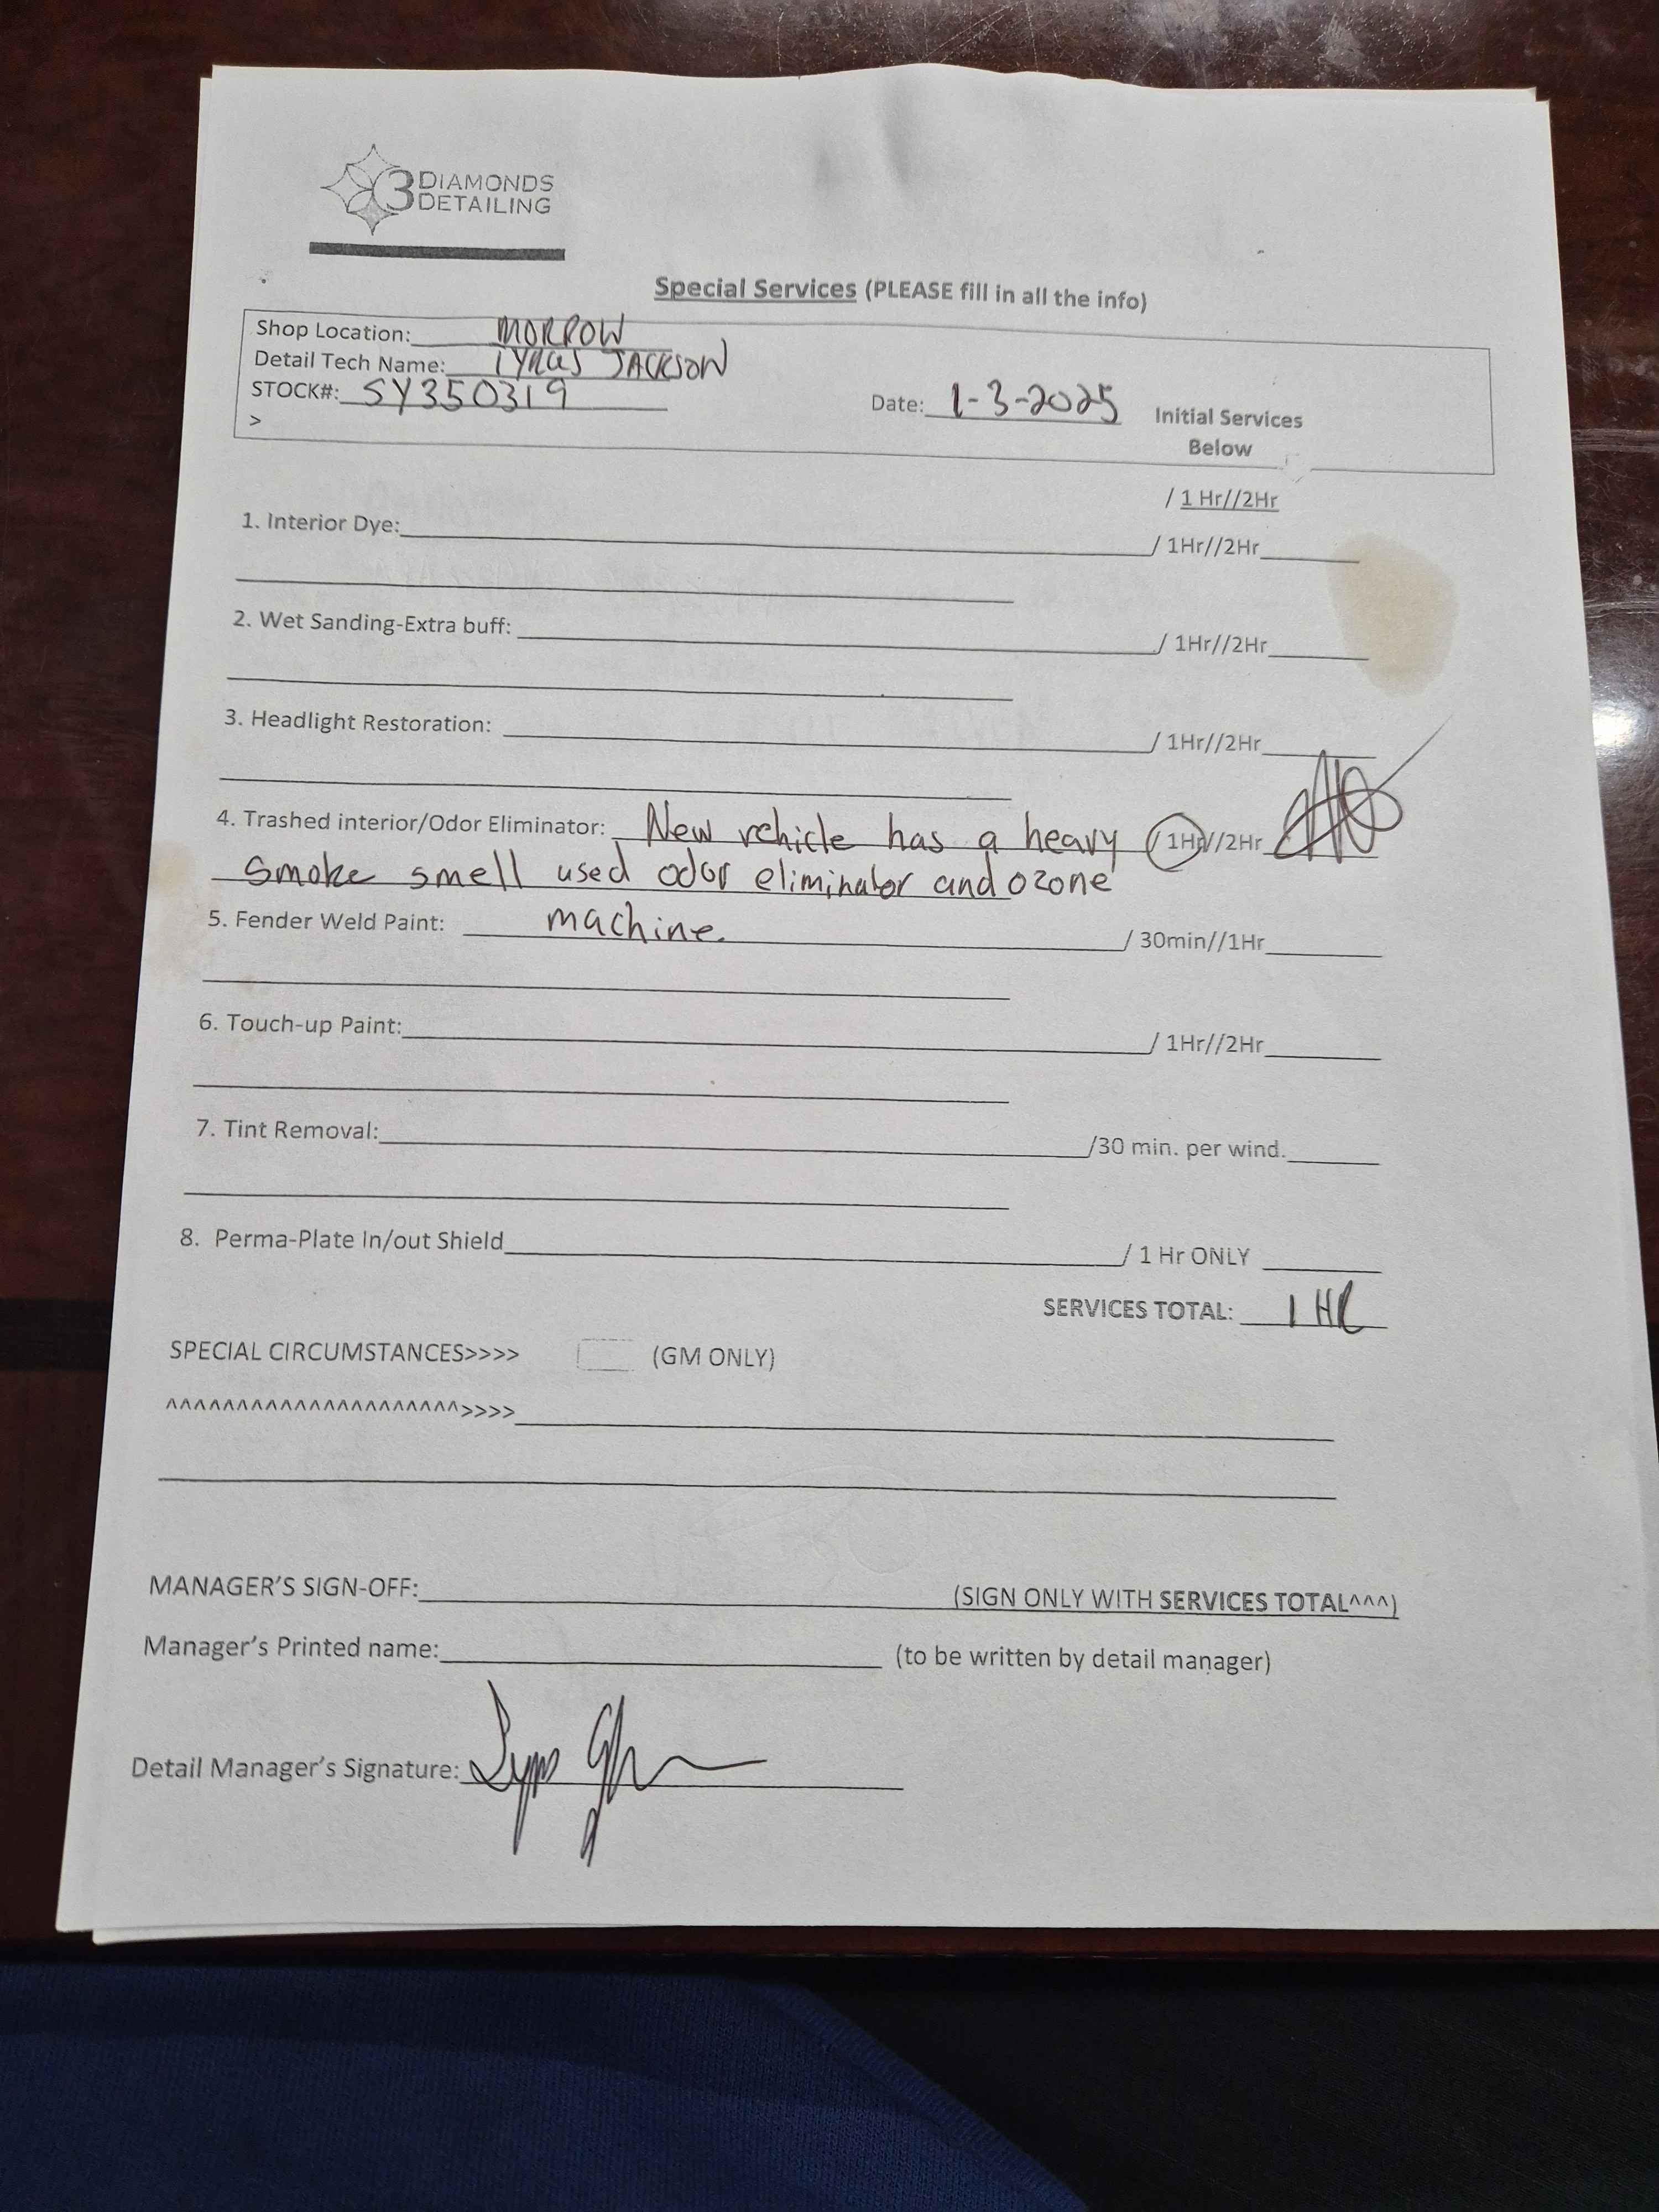 3 DIAMONDS
DETAILING
Special Services (PLEASE fill in all the info)
Shop Location: MORROW
Detail Tech Name: JACKSON
STOCK#: SY350319 Date: 1-3-2025 Initial Services
> Below
/ 1 Hr//2Hr
1. Interior Dye: / 1Hr//2Hr
2. Wet Sanding-Extra buff: / 1Hr//2Hr
3. Headlight Restoration: / 1Hr//2Hr
4. Trashed interior/Odor Eliminator: New vehicle has a heavy / 1Hr//2Hr
smoke smell used odor eliminator and ozone
5. Fender Weld Paint: machine. / 30min//1Hr
6. Touch-up Paint: / 1Hr//2Hr
7. Tint Removal: /30 min. per wind.
8. Perma-Plate In/out Shield / 1 Hr ONLY
SERVICES TOTAL: 1 HR
SPECIAL CIRCUMSTANCES>>>> (GM ONLY)
^^^^^^^^^^^^^^^^^^^^^>>>>
MANAGER'S SIGN-OFF: (SIGN ONLY WITH SERVICES TOTAL^^^)
Manager's Printed name: (to be written by detail manager)
Detail Manager's Signature: